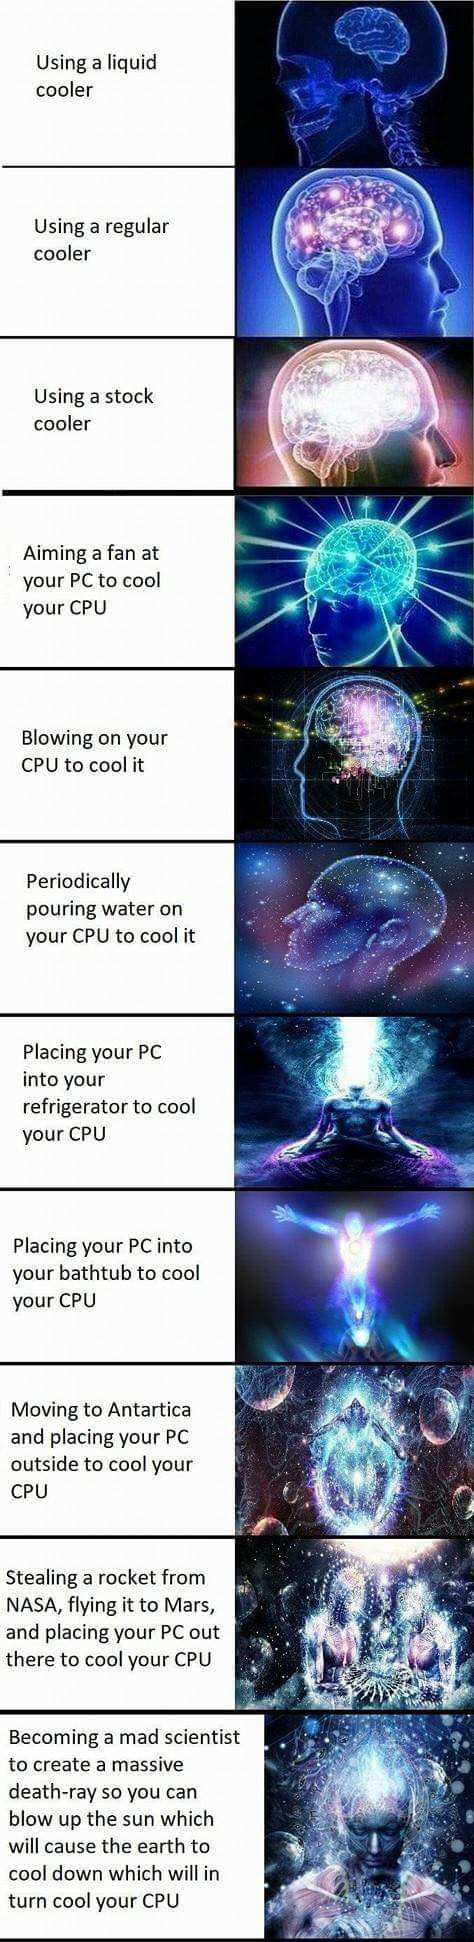 Using a liquid
cooler
Using a regular
cooler
Using a stock
cooler
Aiming a fan at
your PC to cool
your CPU
Blowing on your
CPU to cool it
Periodically
pouring water on
your CPU to cool it
Placing your PC
into your
refrigerator to cool
your CPU
Placing your PC into
your bathtub to cool
your CPU
Moving to Antartica
and placing your PC
outside to cool your
CPU
Stealing a rocket from
NASA, flying it to Mars,
and placing your PC out
there to cool your CPU
Becoming a mad scientist
to create a massive
death-ray so you can
blow up the sun which
will cause the earth to
cool down which will in
turn cool your CPU